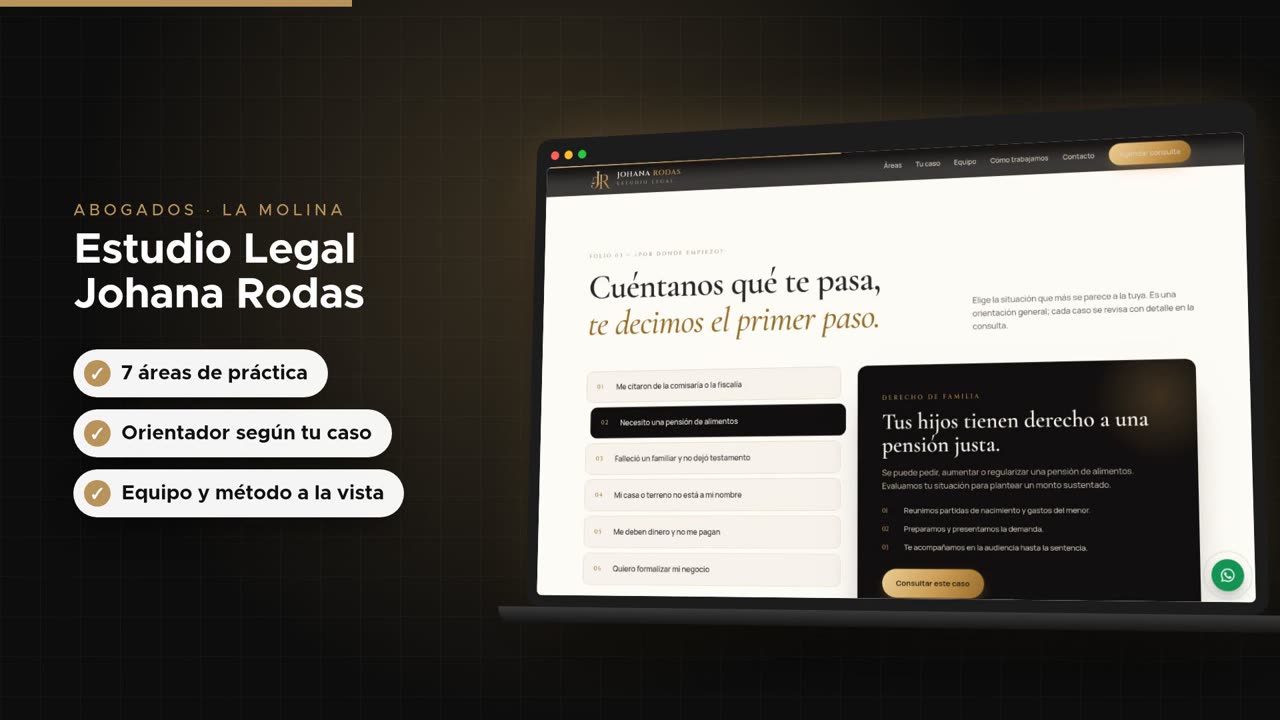 ABOGADOS · LA MOLINA
Estudio Legal
Johana Rodas
✓ 7 áreas de práctica
✓ Orientador según tu caso
✓ Equipo y método a la vista
JR JOHANA RODAS
ESTUDIO LEGAL
Áreas Tu caso Equipo Cómo trabajamos Contacto Agendar consulta
FOLIO 03 — ¿POR DÓNDE EMPIEZO?
Cuéntanos qué te pasa,
te decimos el primer paso.
Elige la situación que más se parece a la tuya. Es una
orientación general; cada caso se revisa con detalle en la
consulta.
01 Me citaron de la comisaría o la fiscalía
02 Necesito una pensión de alimentos
03 Falleció un familiar y no dejó testamento
04 Mi casa o terreno no está a mi nombre
05 Me deben dinero y no me pagan
06 Quiero formalizar mi negocio
DERECHO DE FAMILIA
Tus hijos tienen derecho a una
pensión justa.
Se puede pedir, aumentar o regularizar una pensión de alimentos.
Evaluamos tu situación para plantear un monto sustentado.
01 Reunimos partidas de nacimiento y gastos del menor.
02 Preparamos y presentamos la demanda.
03 Te acompañamos en la audiencia hasta la sentencia.
Consultar este caso